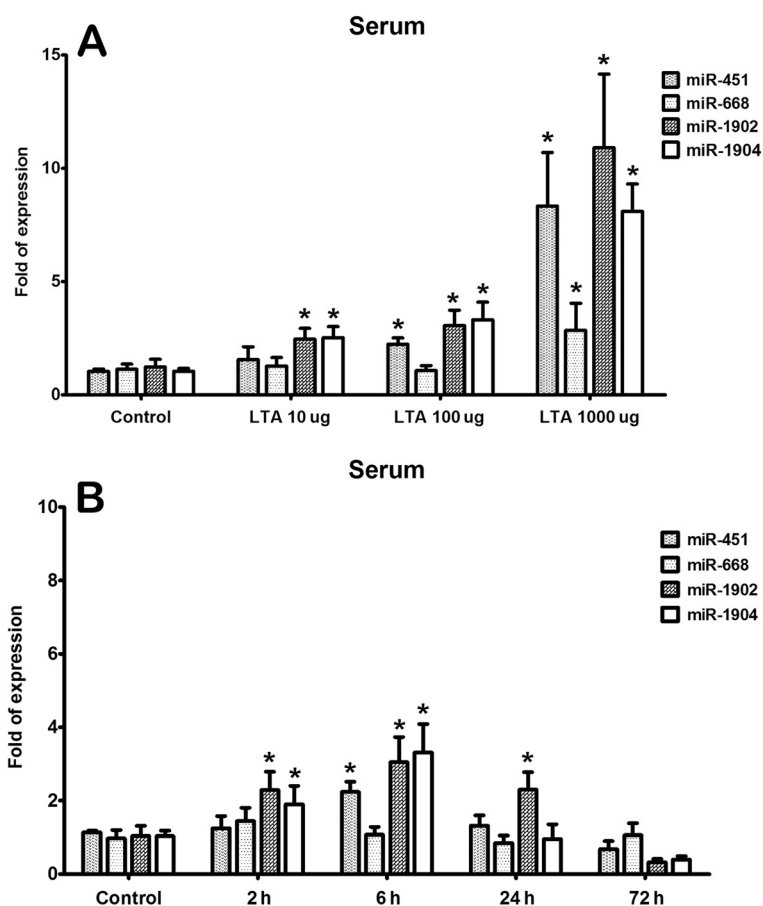 A
Serum
15
10
5
0
Fold of expression
* * * * * * * * *
miR-451
miR-668
miR-1902
miR-1904
Control LTA 10 ug LTA 100 ug LTA 1000 ug
B
Serum
10
8
6
4
2
0
Fold of expression
* * * * * *
miR-451
miR-668
miR-1902
miR-1904
Control 2 h 6 h 24 h 72 h